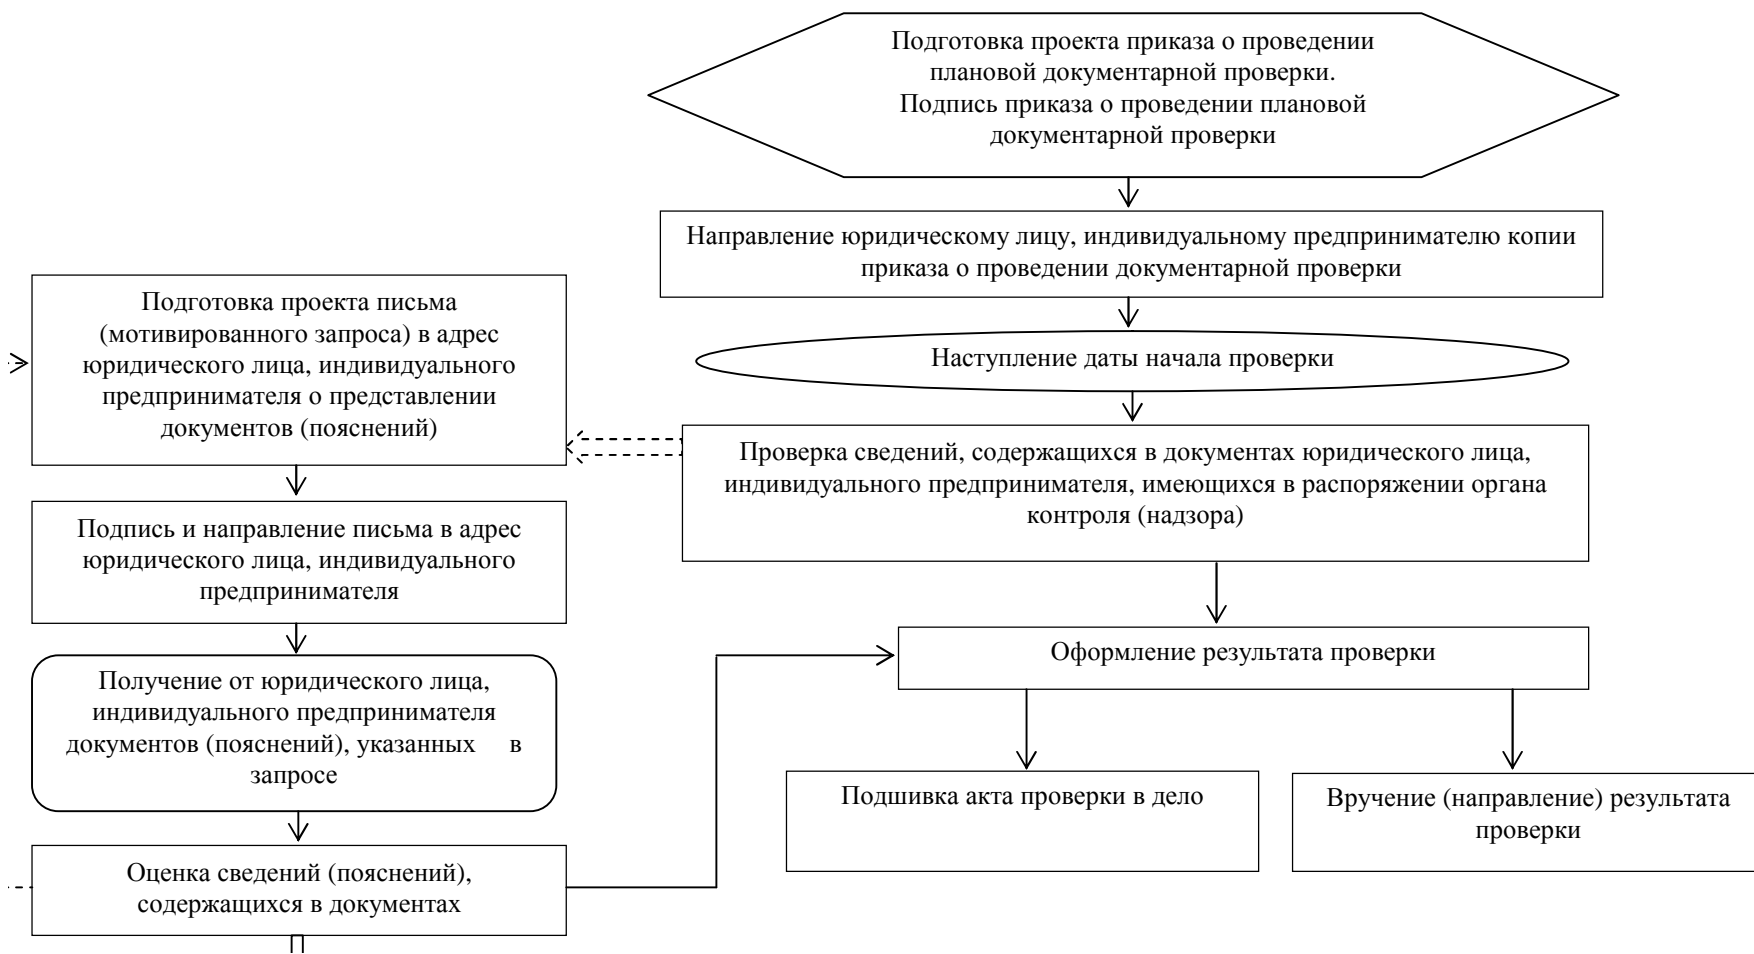 Подготовка проекта приказа о проведении
плановой документарной проверки.
Подпись приказа о проведении плановой
документарной проверки
Направление юридическому лицу, индивидуальному предпринимателю копии
приказа о проведении документарной проверки
Наступление даты начала проверки
Проверка сведений, содержащихся в документах юридического лица,
индивидуального предпринимателя, имеющихся в распоряжении органа
контроля (надзора)
Подготовка проекта письма
(мотивированного запроса) в адрес
юридического лица, индивидуального
предпринимателя о представлении
документов (пояснений)
Подпись и направление письма в адрес
юридического лица, индивидуального
предпринимателя
Получение от юридического лица,
индивидуального предпринимателя
документов (пояснений), указанных в
запросе
Оценка сведений (пояснений),
содержащихся в документах
Оформление результата проверки
Подшивка акта проверки в дело
Вручение (направление) результата
проверки